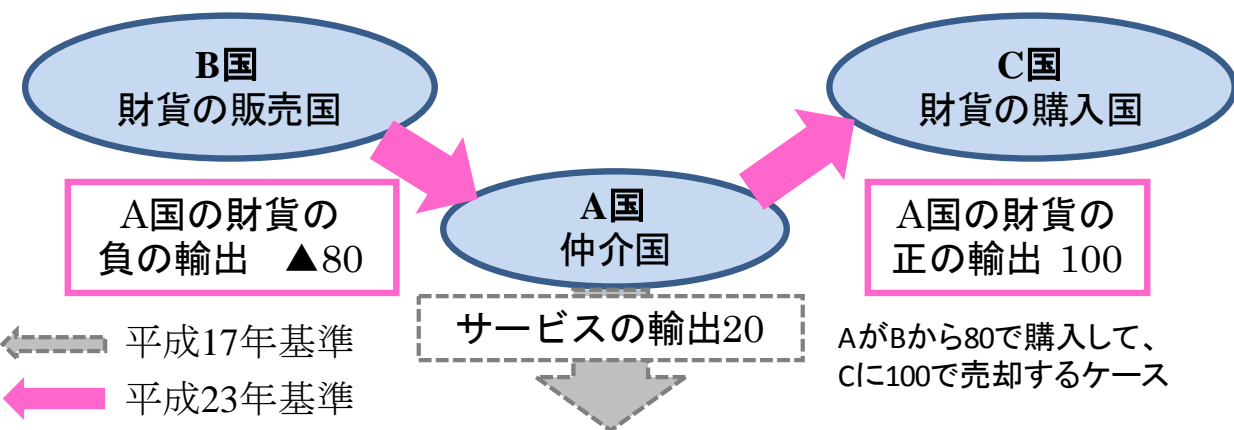 B国
財貨の販売国
C国
財貨の購入国
A国の財貨の
負の輸出 ▲80
A国
仲介国
A国の財貨の
正の輸出 100
サービスの輸出20
平成17年基準
平成23年基準
AがBから80で購入して、
Cに100で売却するケース